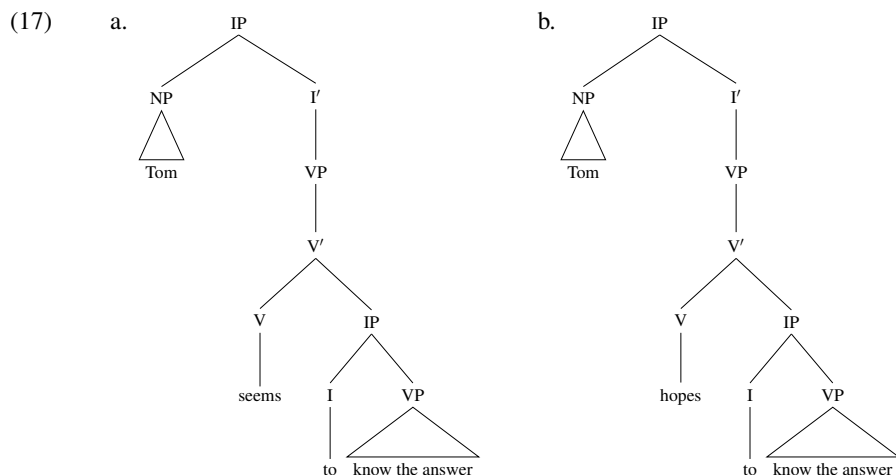 (17) a. IP b. IP
NP I′ NP I′
Tom VP Tom VP
V′ V′
V IP V IP
seems I VP hopes I VP
to know the answer to know the answer